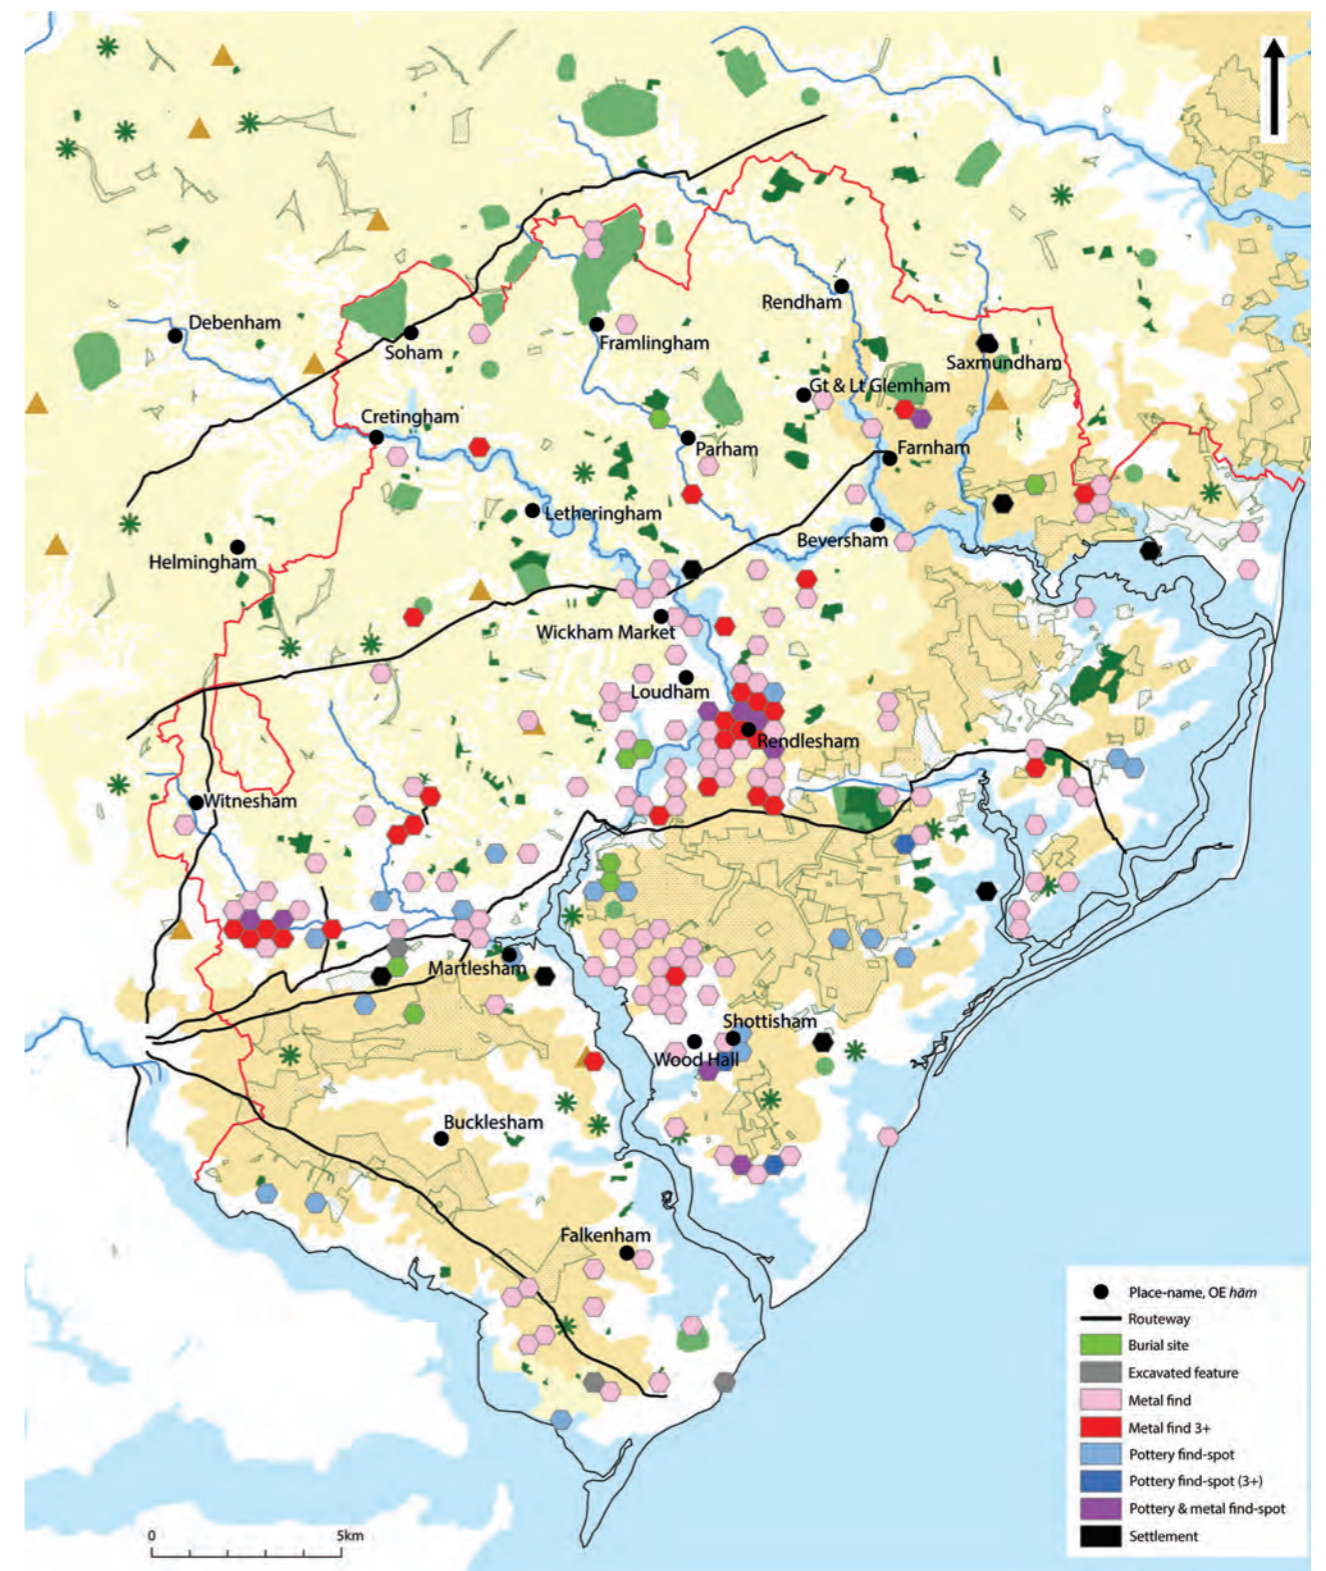 Rendham
Debenham
Framlingham
Soham
Saxmundham
Gt & Lt Glemham
Cretingham
Parham
Farnham
Letheringham
Beversham
Helmingham
Wickham Market
Loudham
Rendlesham
Witnesham
Martlesham
Shottisham
Wood Hall
Bucklesham
Falkenham
Place-name, OE hām
Routeway
Burial site
Excavated feature
Metal find
Metal find 3+
Pottery find-spot
Pottery find-spot (3+)
Pottery & metal find-spot
Settlement
0 5km